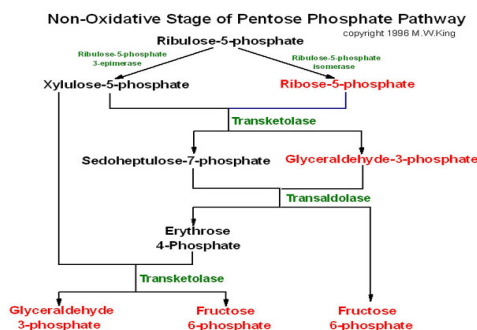 Non-Oxidative Stage of Pentose Phosphate Pathway
copyright 1996 M.W.King
Ribulose-5-phosphate
Ribulose-5-phosphate
3-epimerase
Ribulose-5-phosphate
isomerase
Xylulose-5-phosphate
Ribose-5-phosphate
Transketolase
Sedoheptulose-7-phosphate
Glyceraldehyde-3-phosphate
Transaldolase
Erythrose
4-Phosphate
Transketolase
Glyceraldehyde
3-phosphate
Fructose
6-phosphate
Fructose
6-phosphate